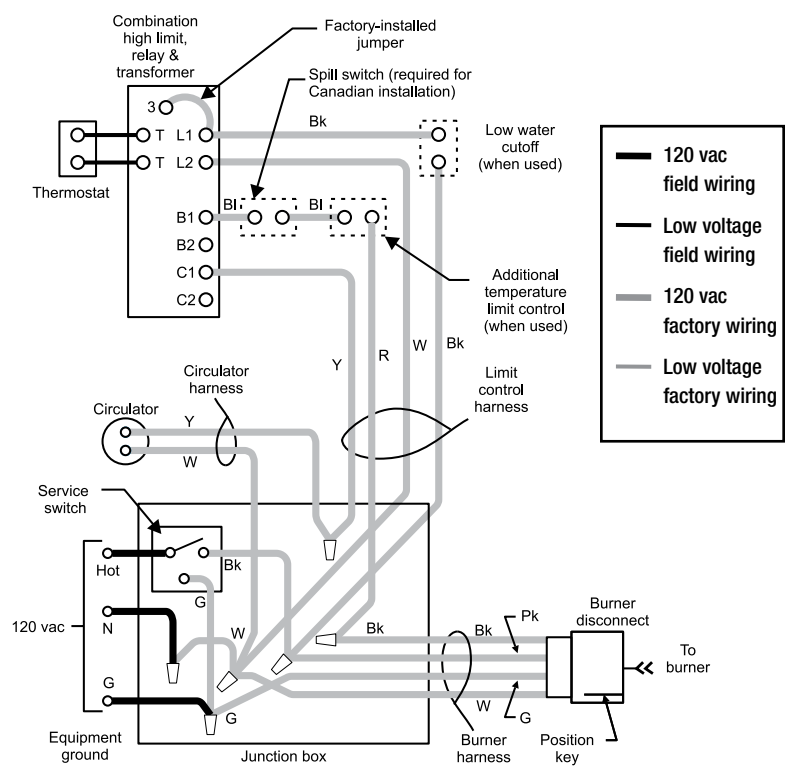 Combination
high limit,
relay &
transformer
Factory-installed
jumper
Spill switch (required for
Canadian installation)
3
T L1
Bk
Low water
cutoff
(when used)
T L2
Thermostat
B1
Bl
Bl
B2
C1
C2
Additional
temperature
limit control
(when used)
120 vac
field wiring
Low voltage
field wiring
120 vac
factory wiring
Low voltage
factory wiring
Y
R
W
Bk
Circulator
harness
Limit
control
harness
Circulator
Y
W
Service
switch
Hot
Bk
G
120 vac
N
W
Bk
Bk
Pk
Burner
disconnect
To
burner
G
G
W
G
Equipment
ground
Junction box
Burner
harness
Position
key